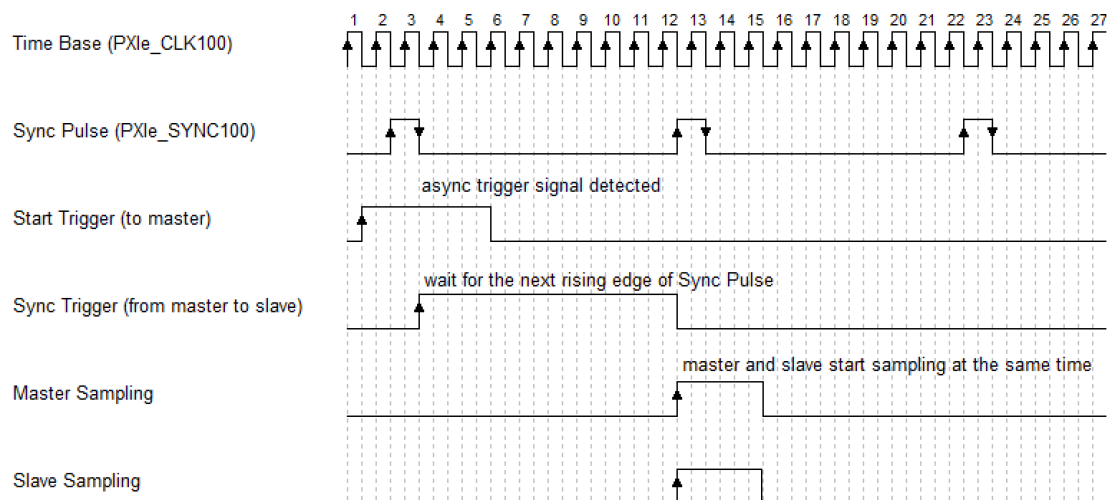 1 2 3 4 5 6 7 8 9 10 11 12 13 14 15 16 17 18 19 20 21 22 23 24 25 26 27
Time Base (PXIe_CLK100)
Sync Pulse (PXIe_SYNC100)
async trigger signal detected
Start Trigger (to master)
wait for the next rising edge of Sync Pulse
Sync Trigger (from master to slave)
master and slave start sampling at the same time
Master Sampling
Slave Sampling